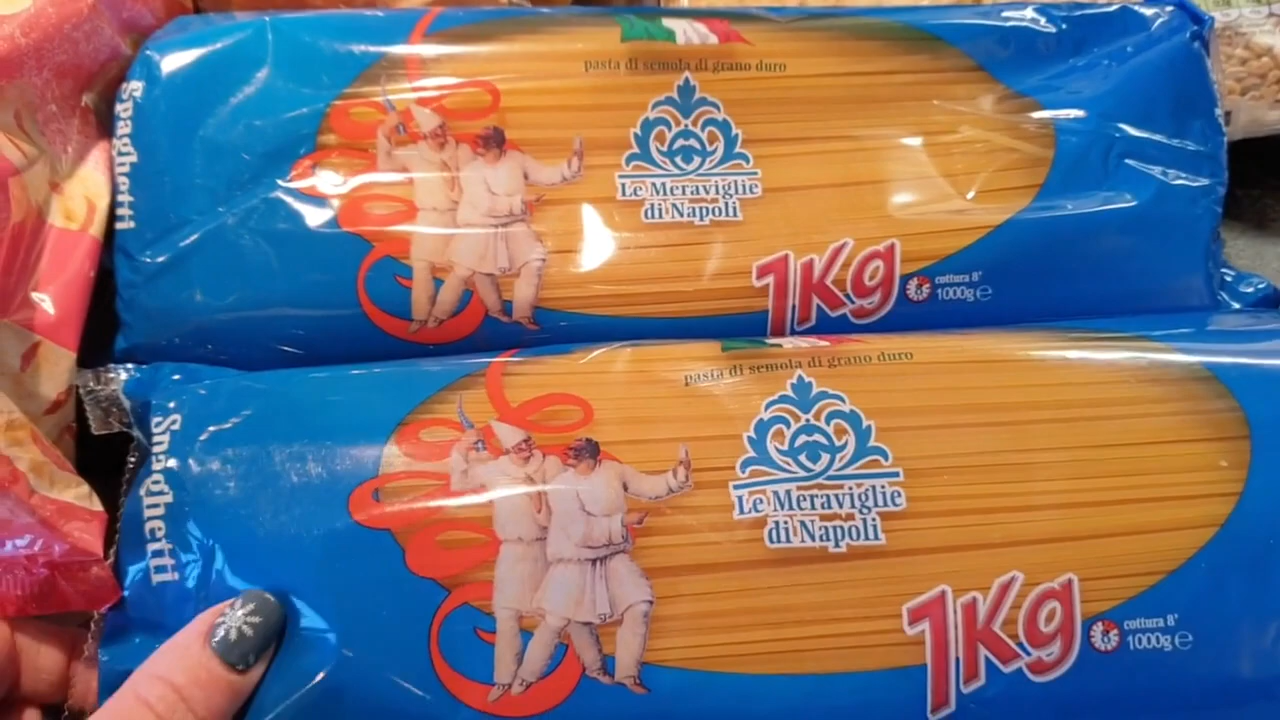 Spaghetti
pasta di semola di grano duro
Le Meraviglie
di Napoli
1Kg
cottura 8'
1000g ℮
Spaghetti
pasta di semola di grano duro
Le Meraviglie
di Napoli
1Kg
cottura 8'
1000g ℮